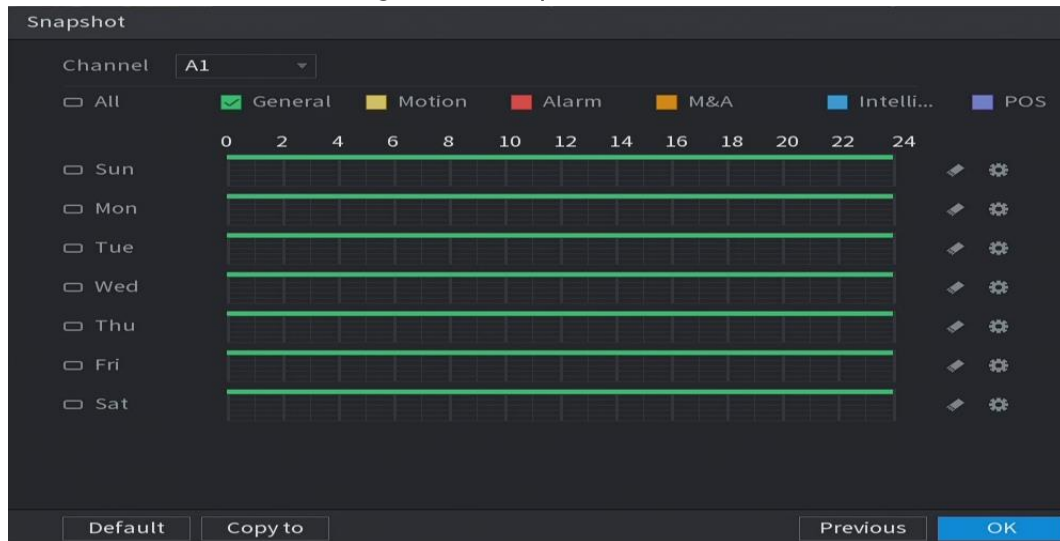 Snapshot
Channel A1
All General Motion Alarm M&A Intelli... POS
0 2 4 6 8 10 12 14 16 18 20 22 24
Sun
Mon
Tue
Wed
Thu
Fri
Sat
Default Copy to Previous OK